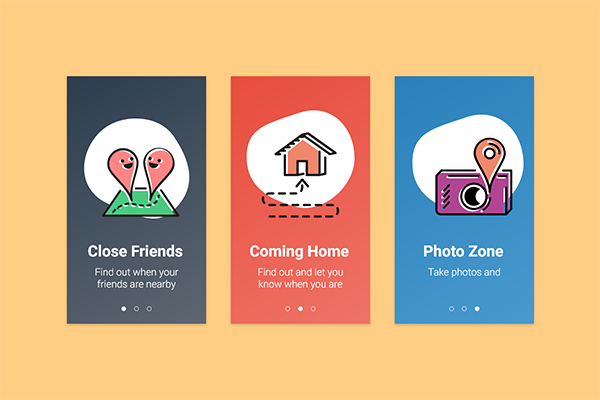 Close Friends
Find out when your
friends are nearby
Coming Home
Find out and let you
know when you are
Photo Zone
Take photos and